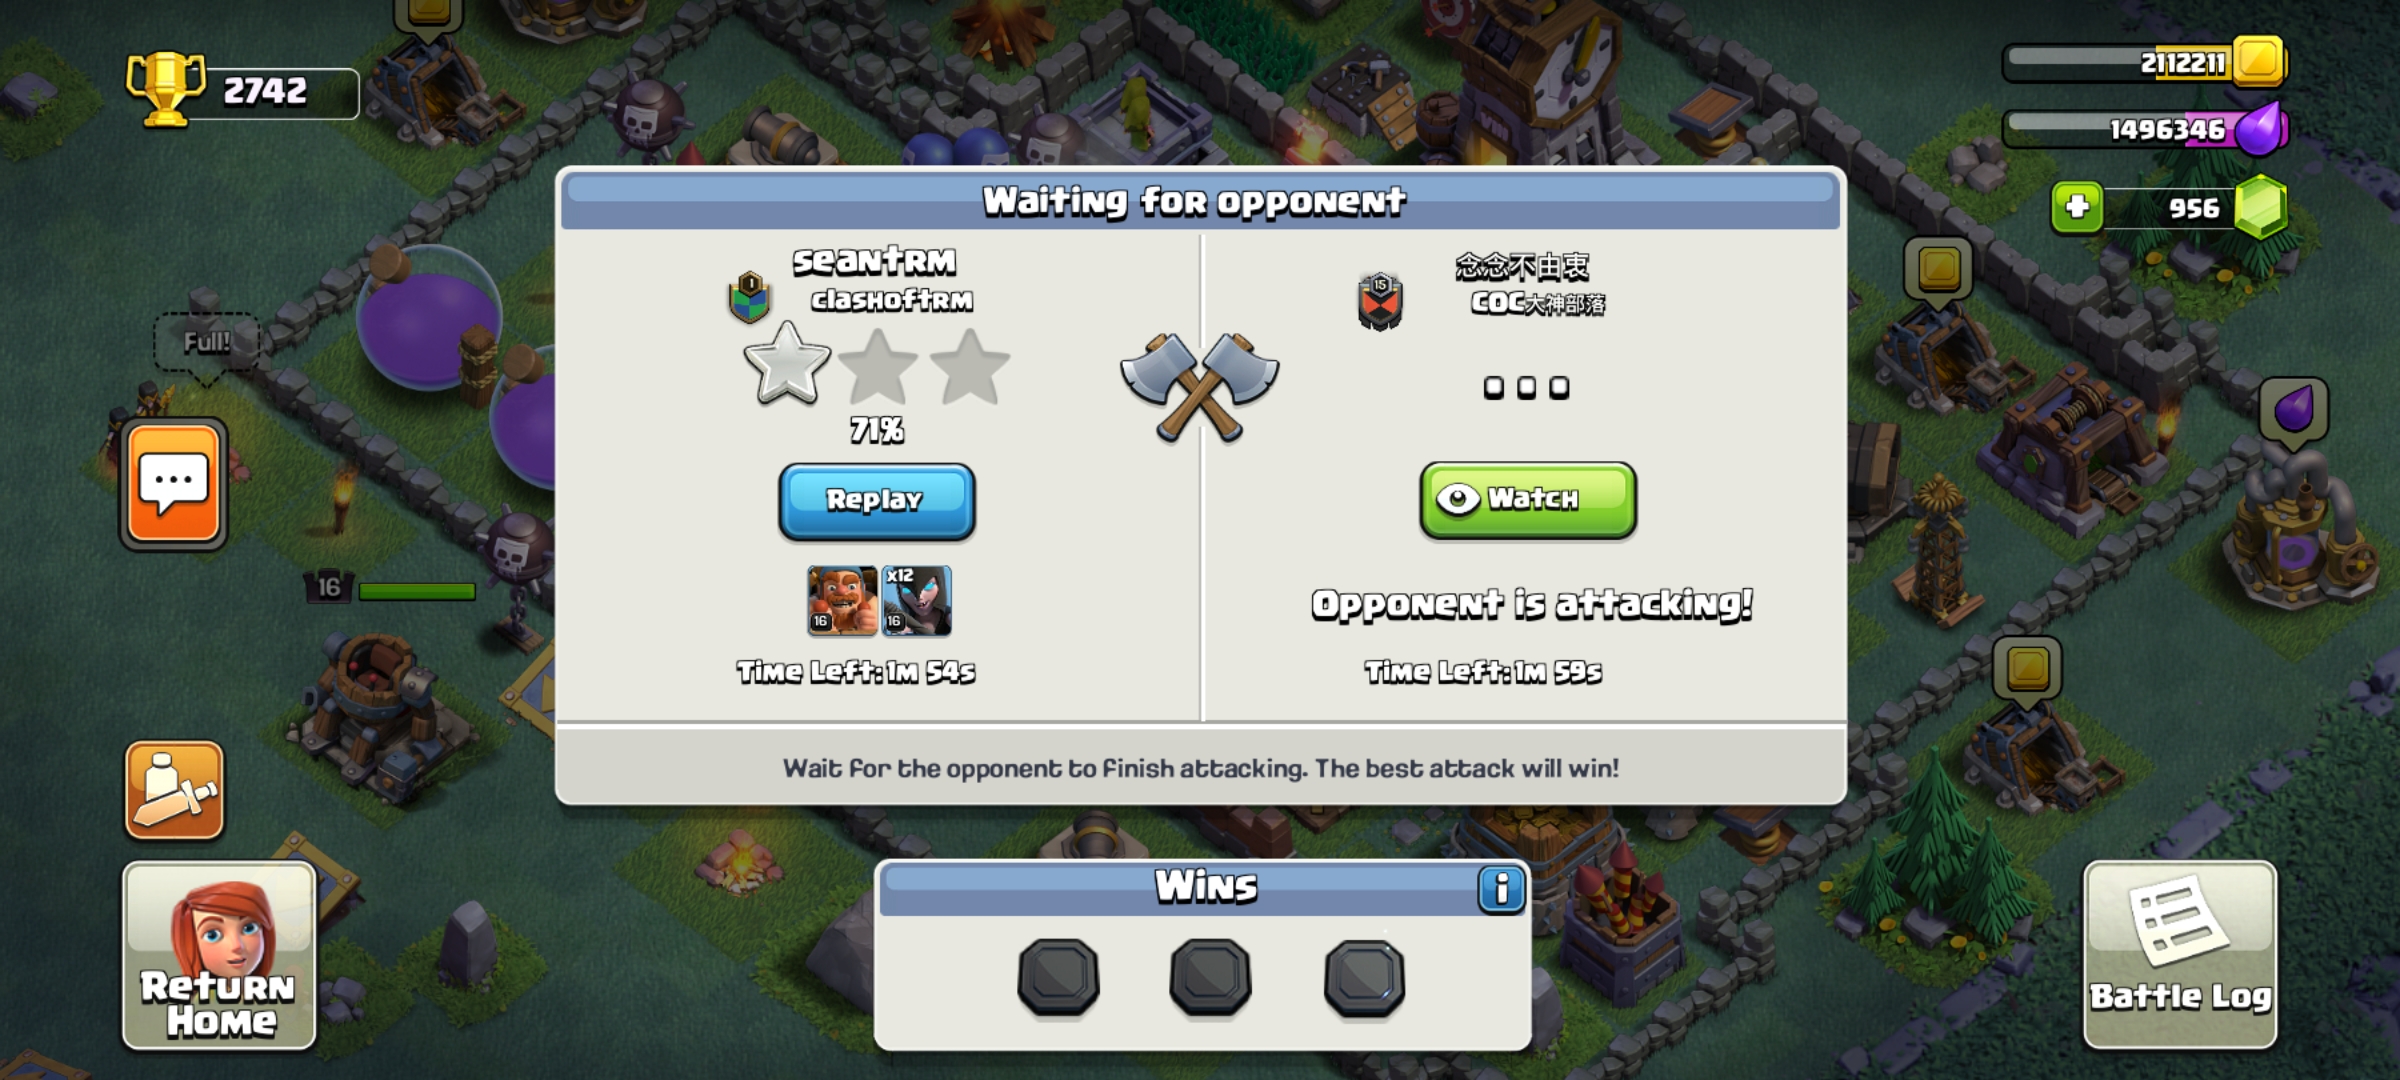 2742
2112211
1496346
956
Full!
16
Waiting for opponent
seantrm
1
clashoftrm
71%
Replay
x12
16
16
Time Left:1m 54s
念念不由衷
15
COC大神部落
Watch
Opponent is attacking!
Time Left:1m 59s
Wait for the opponent to finish attacking. The best attack will win!
Wins
i
Return
Home
Battle Log